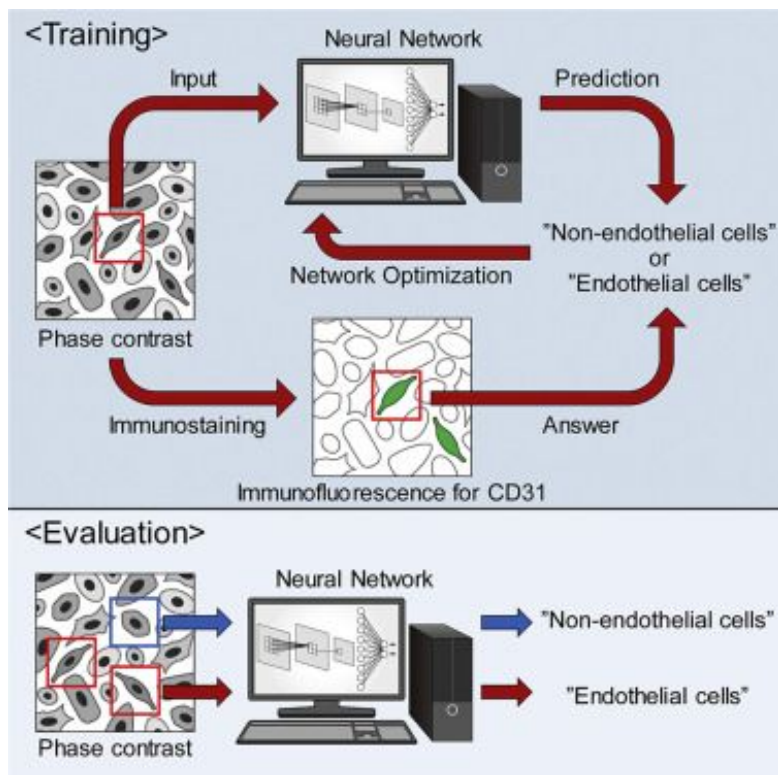 <Training>
Neural Network
Input
Prediction
"Non-endothelial cells"
or
"Endothelial cells"
Network Optimization
Phase contrast
Immunostaining
Answer
Immunofluorescence for CD31
<Evaluation>
Neural Network
"Non-endothelial cells"
"Endothelial cells"
Phase contrast